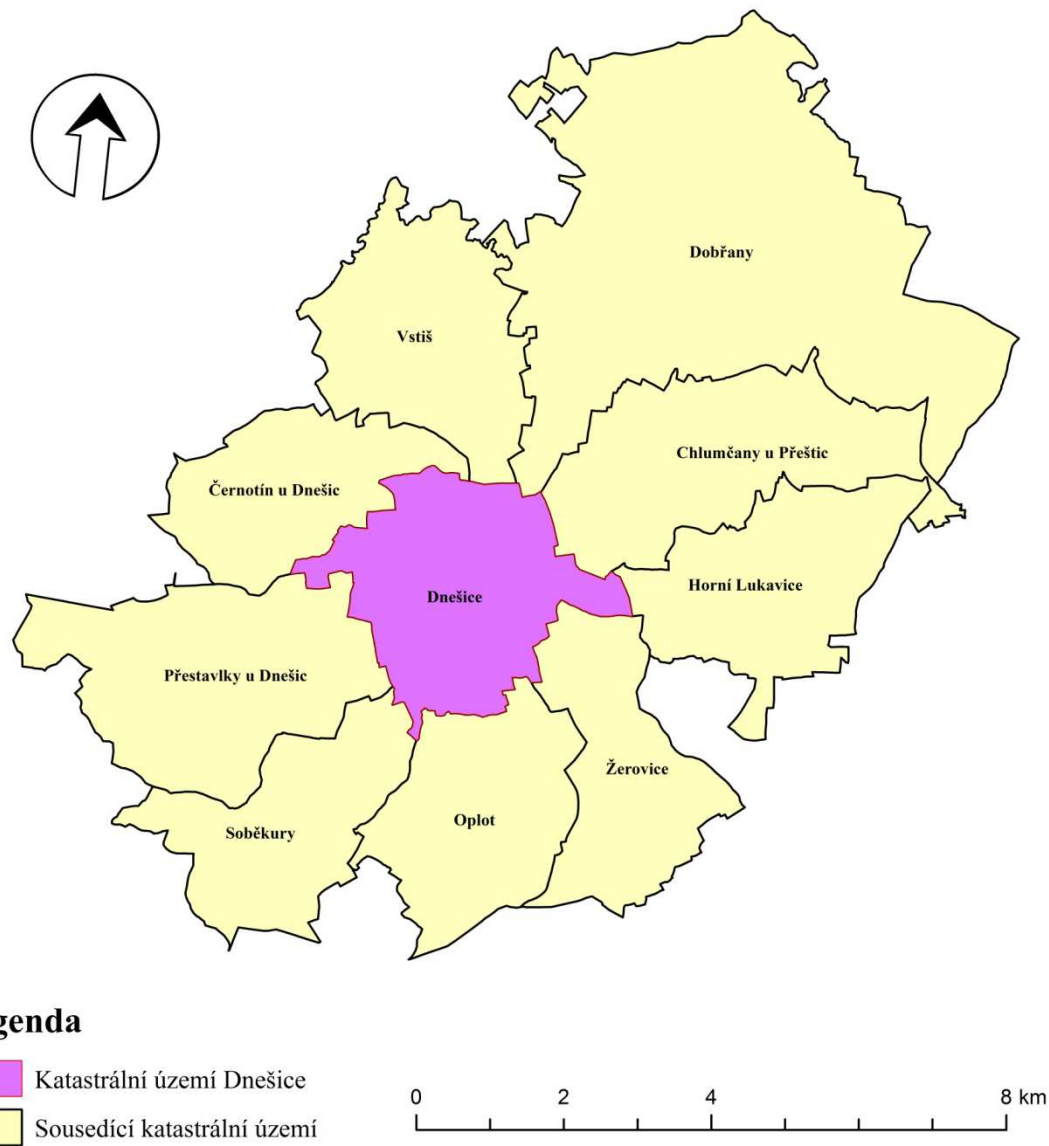 Dobřany
Vstiš
Chlumčany u Přeštic
Černotín u Dnešic
Horní Lukavice
Dnešice
Přestavlky u Dnešic
Žerovice
Oplot
Soběkury
genda
Katastrální území Dnešice
Sousedící katastrální území
0 2 4 8 km